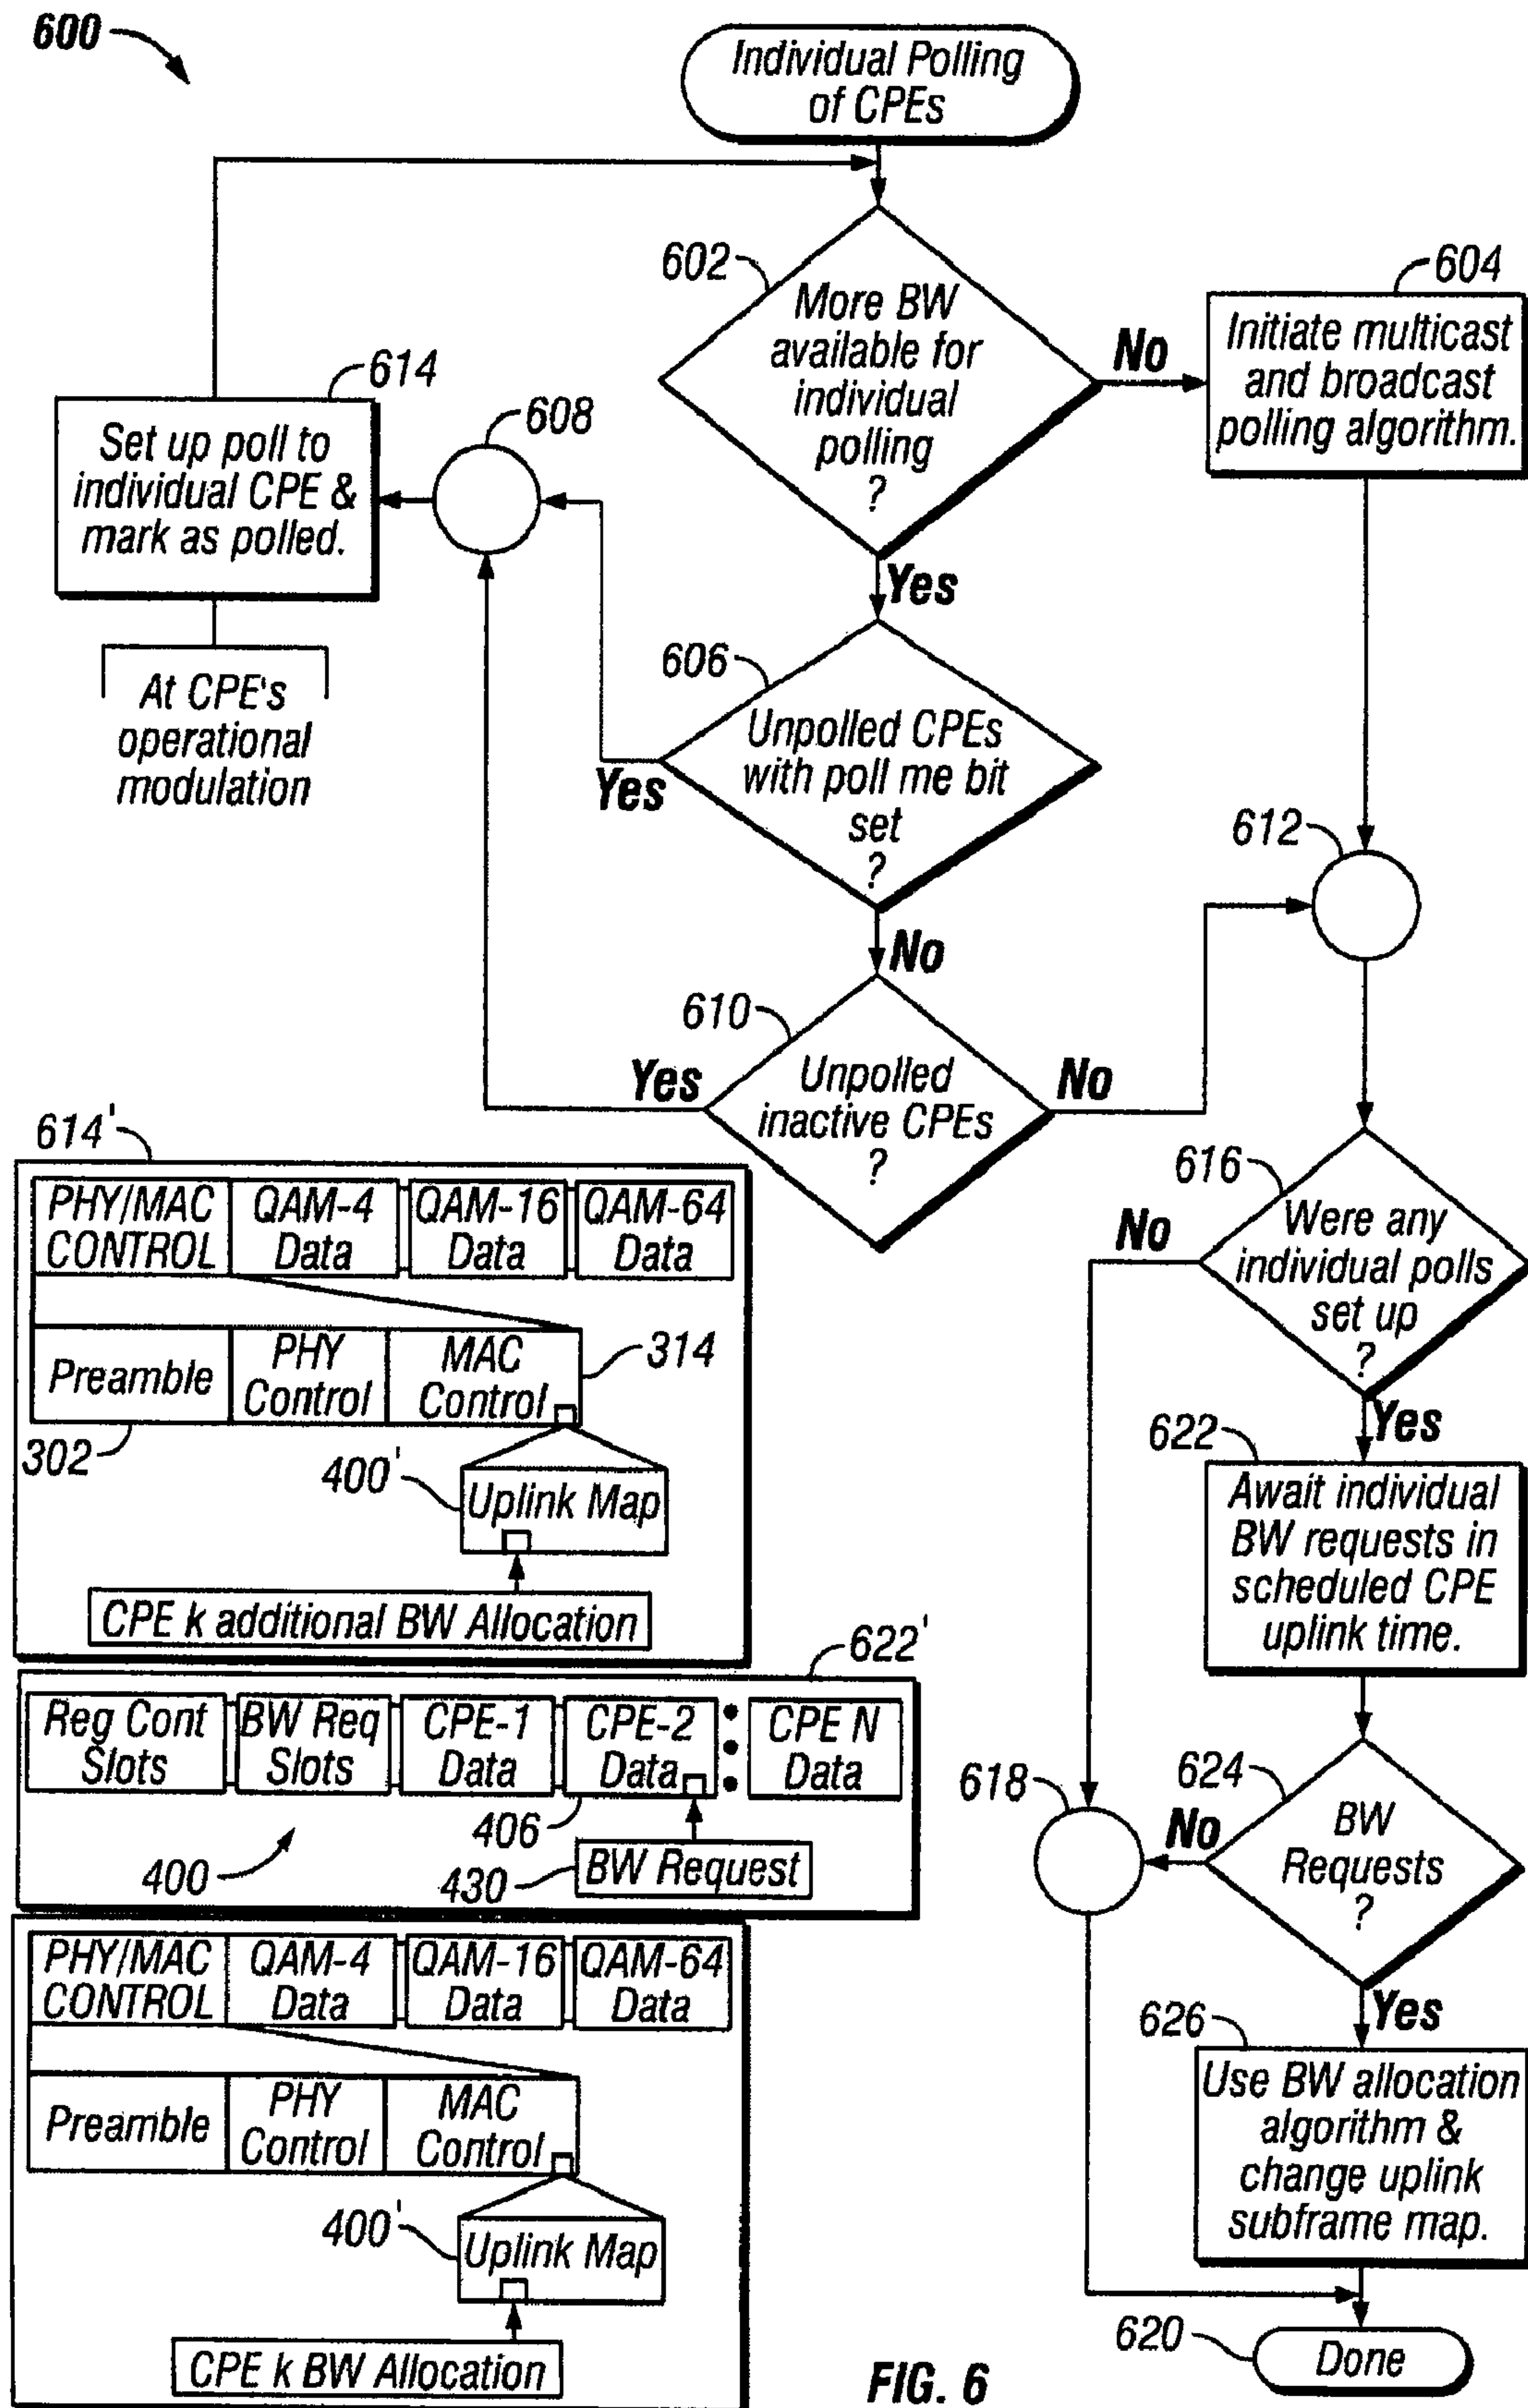 600
Individual Polling
of CPEs
602
More BW
available for
individual
polling
?
No
604
Initiate multicast
and broadcast
polling algorithm.
614
Set up poll to
individual CPE &
mark as polled.
608
Yes
At CPE's
operational
modulation
606
Unpolled CPEs
with poll me bit
set
?
Yes
No
612
610
Unpolled
inactive CPEs
?
Yes
No
616
Were any
individual polls
set up
?
No
Yes
614'
PHY/MAC
CONTROL
QAM-4
Data
QAM-16
Data
QAM-64
Data
Preamble
PHY
Control
MAC
Control
314
302
400'
Uplink Map
CPE k additional BW Allocation
622
Await individual
BW requests in
scheduled CPE
uplink time.
622'
Reg Cont
Slots
BW Req
Slots
CPE-1
Data
CPE-2
Data
CPE N
Data
406
400
430
BW Request
618
624
BW
Requests
?
No
Yes
PHY/MAC
CONTROL
QAM-4
Data
QAM-16
Data
QAM-64
Data
Preamble
PHY
Control
MAC
Control
400'
Uplink Map
CPE k BW Allocation
626
Use BW allocation
algorithm &
change uplink
subframe map.
620
Done
FIG. 6